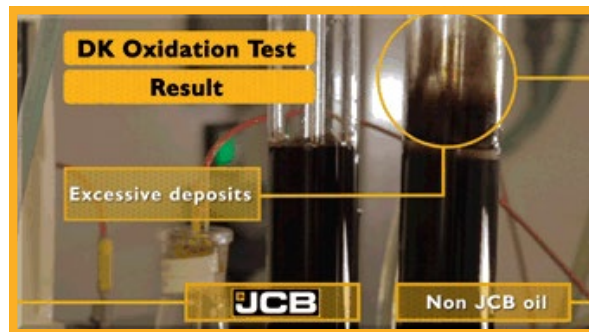 DK Oxidation Test
Result
Excessive deposits
JCB
Non JCB oil